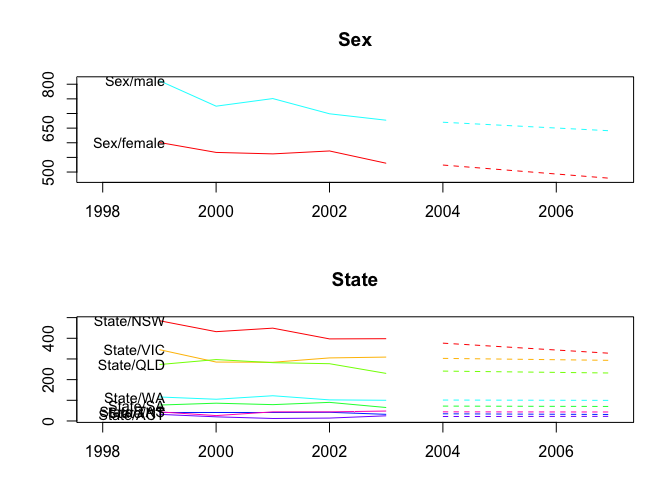 Sex
800
650
500
Sex/male
Sex/female
1998 2000 2002 2004 2006
State
400
200
0
State/NSW
State/VIC
State/QLD
State/WA
State/SA
State/ACT
1998 2000 2002 2004 2006